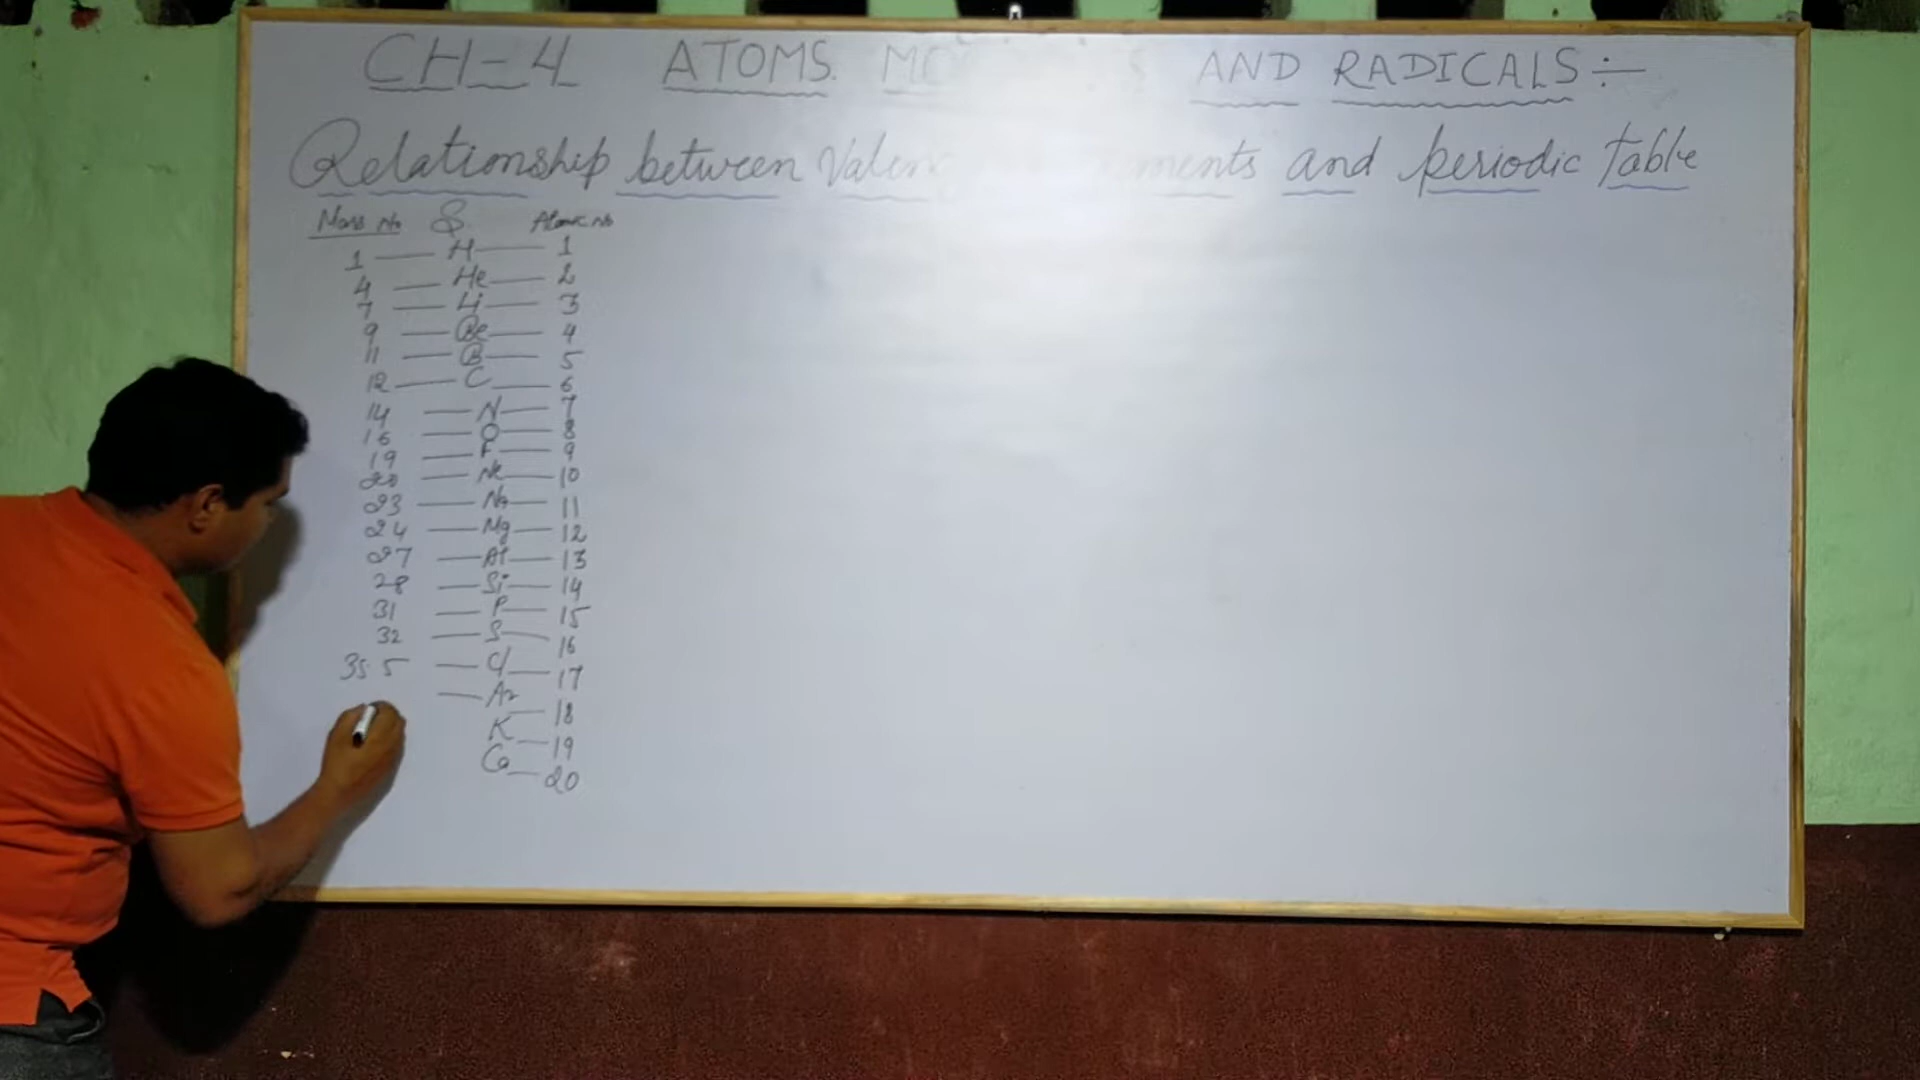 CH-4 ATOMS. MO S AND RADICALS:-
Relationship between Valen ments and periodic table
Mass No S Atomic No
1 — H — 1
4 — He — 2
7 — Li — 3
9 — Be — 4
11 — B — 5
12 — C — 6
14 — N — 7
16 — O — 8
19 — F — 9
20 — Ne — 10
23 — Na — 11
24 — Mg — 12
27 — Al — 13
28 — Si — 14
31 — P — 15
32 — S — 16
35.5 — Cl — 17
— Ar — 18
K — 19
Ca — 20